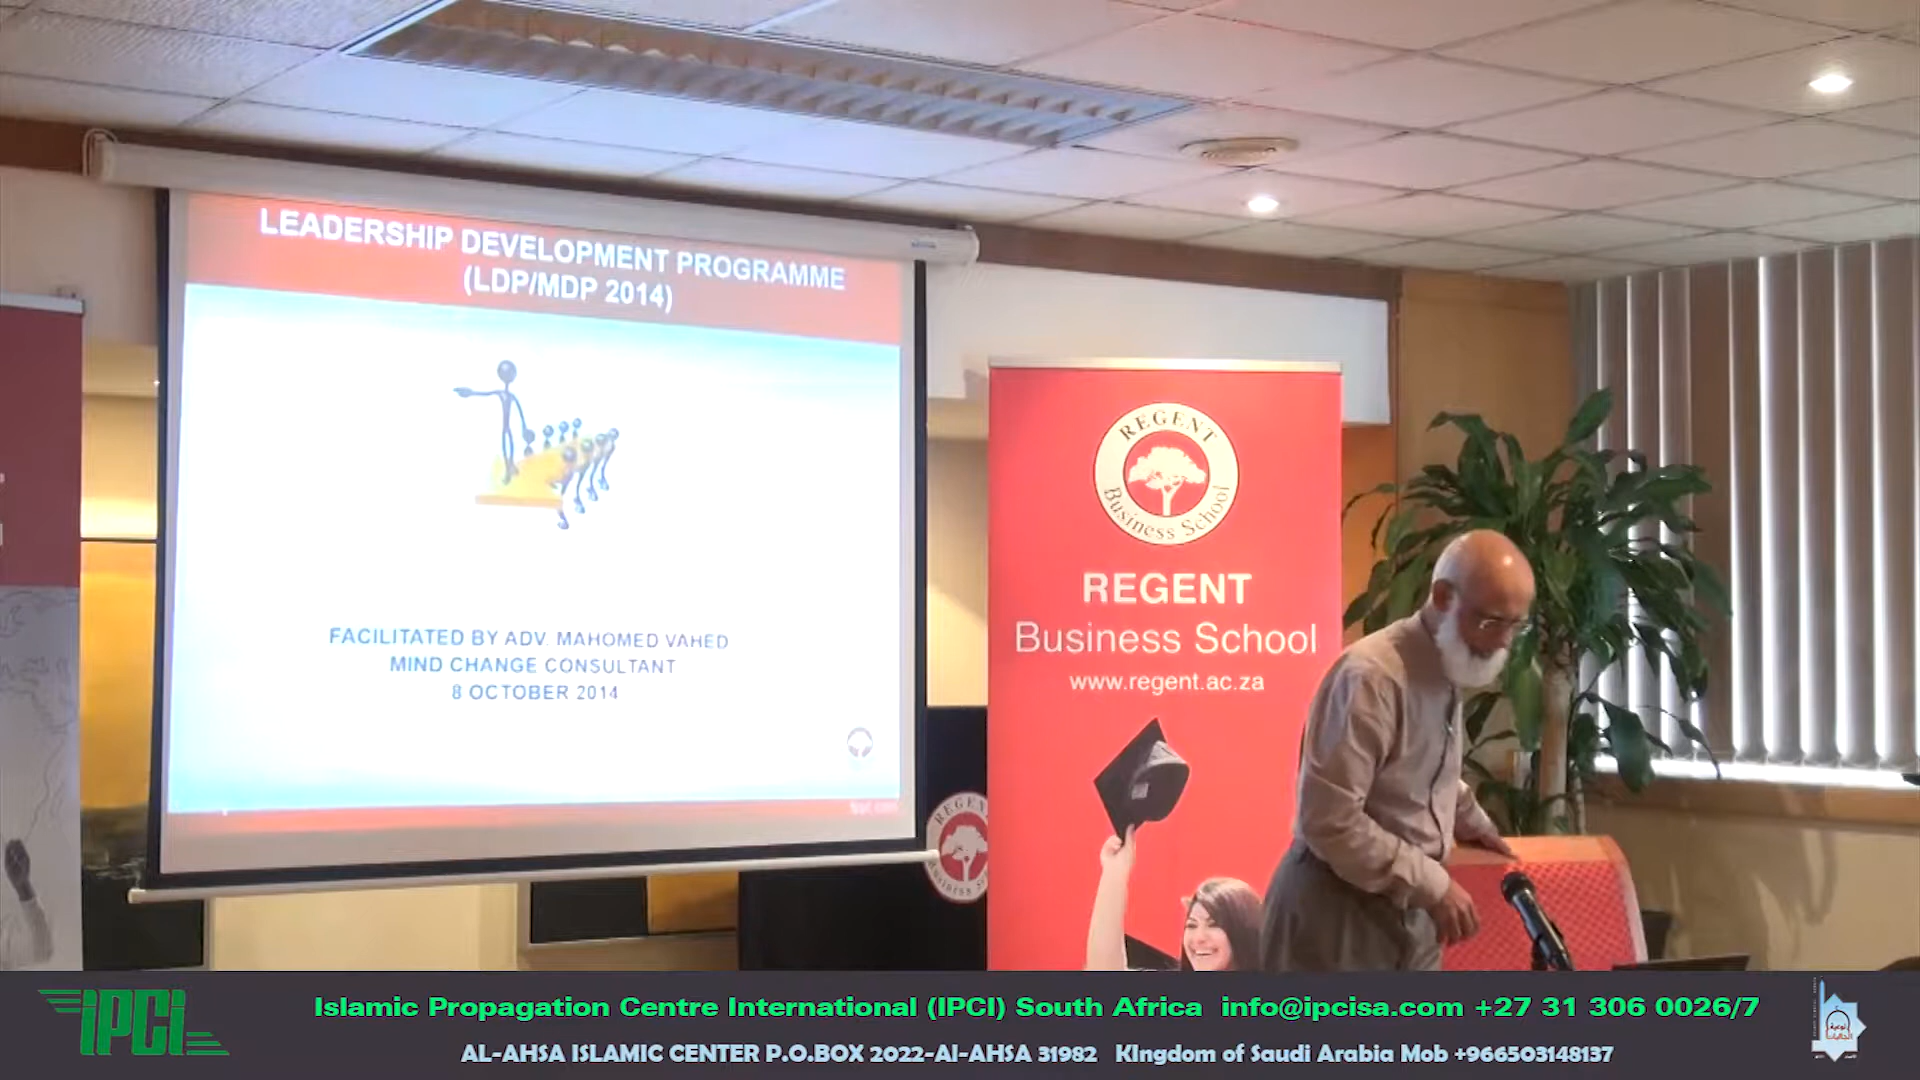 LEADERSHIP DEVELOPMENT PROGRAMME
(LDP/MDP 2014)
FACILITATED BY ADV. MAHOMED VAHED
MIND CHANGE CONSULTANT
8 OCTOBER 2014
REGENT
Business School
REGENT
Business School
www.regent.ac.za
REGENT
Business
IPCI
Islamic Propagation Centre International (IPCI) South Africa info@ipcisa.com +27 31 306 0026/7
AL-AHSA ISLAMIC CENTER P.O.BOX 2022-Al-AHSA 31982 KIngdom of Saudi Arabia Mob +966503148137